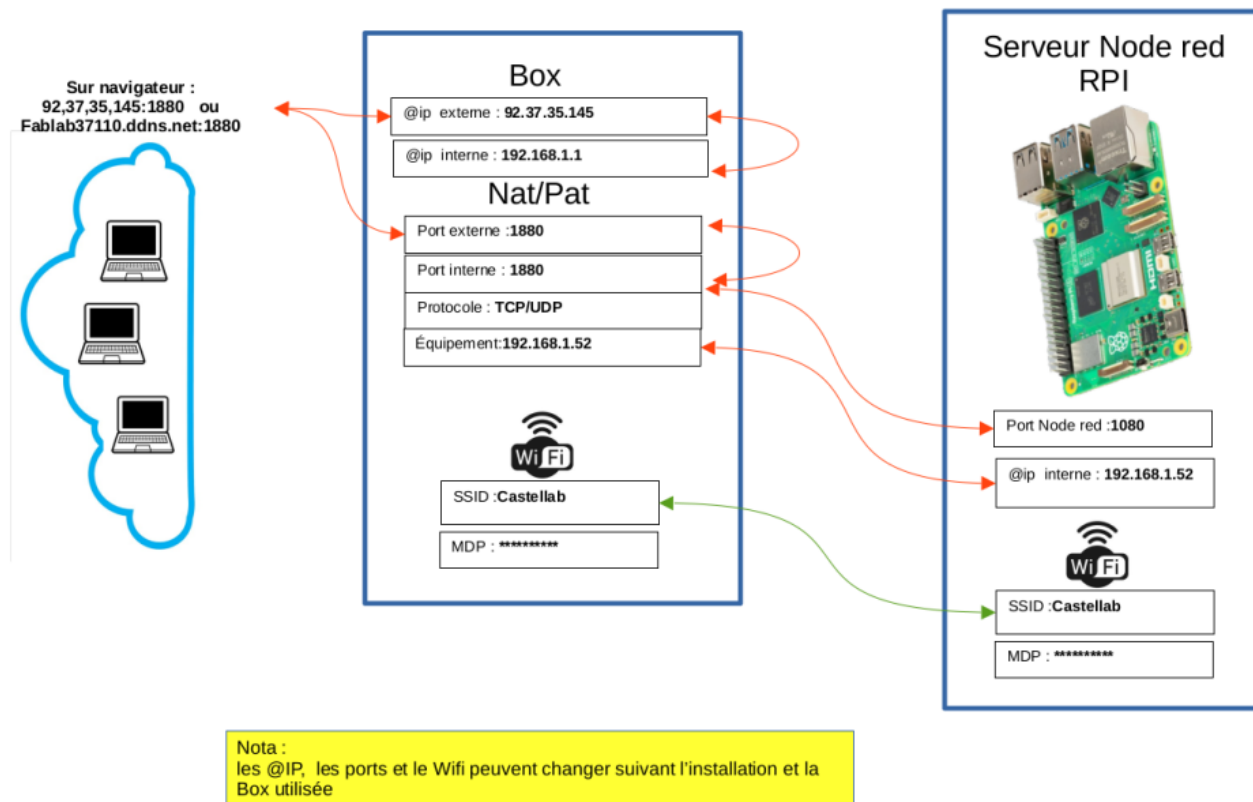 Sur navigateur :
92,37,35,145:1880 ou
Fablab37110.ddns.net:1880
Box
@ip externe : 92.37.35.145
@ip interne : 192.168.1.1
Nat/Pat
Port externe :1880
Port interne : 1880
Protocole : TCP/UDP
Équipement:192.168.1.52
Wi Fi
SSID :Castellab
MDP : **********
Serveur Node red
RPI
Port Node red :1080
@ip interne : 192.168.1.52
Wi Fi
SSID :Castellab
MDP : **********
Nota :
les @IP, les ports et le Wifi peuvent changer suivant l'installation et la
Box utilisée